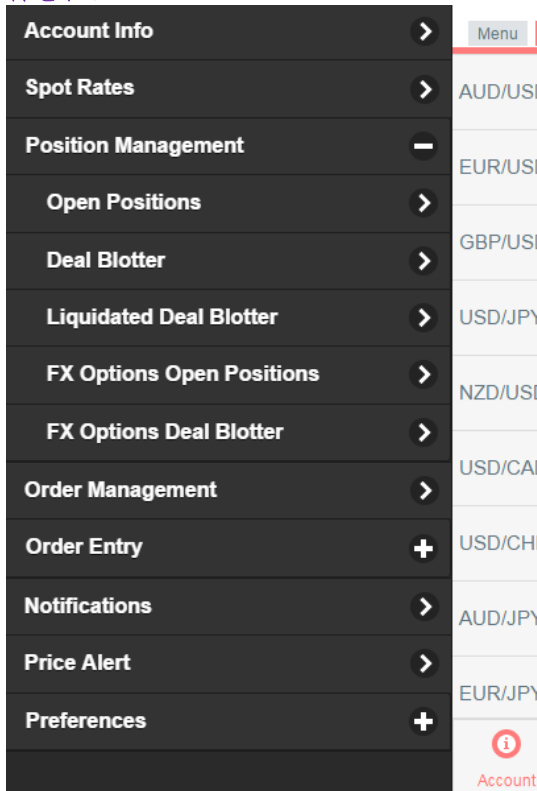 Account Info
Menu
Spot Rates
AUD/US
Position Management
EUR/US
Open Positions
GBP/US
Deal Blotter
Liquidated Deal Blotter
USD/JPY
FX Options Open Positions
NZD/US
FX Options Deal Blotter
USD/CA
Order Management
Order Entry
USD/CH
Notifications
AUD/JPY
Price Alert
EUR/JPY
Preferences
Account